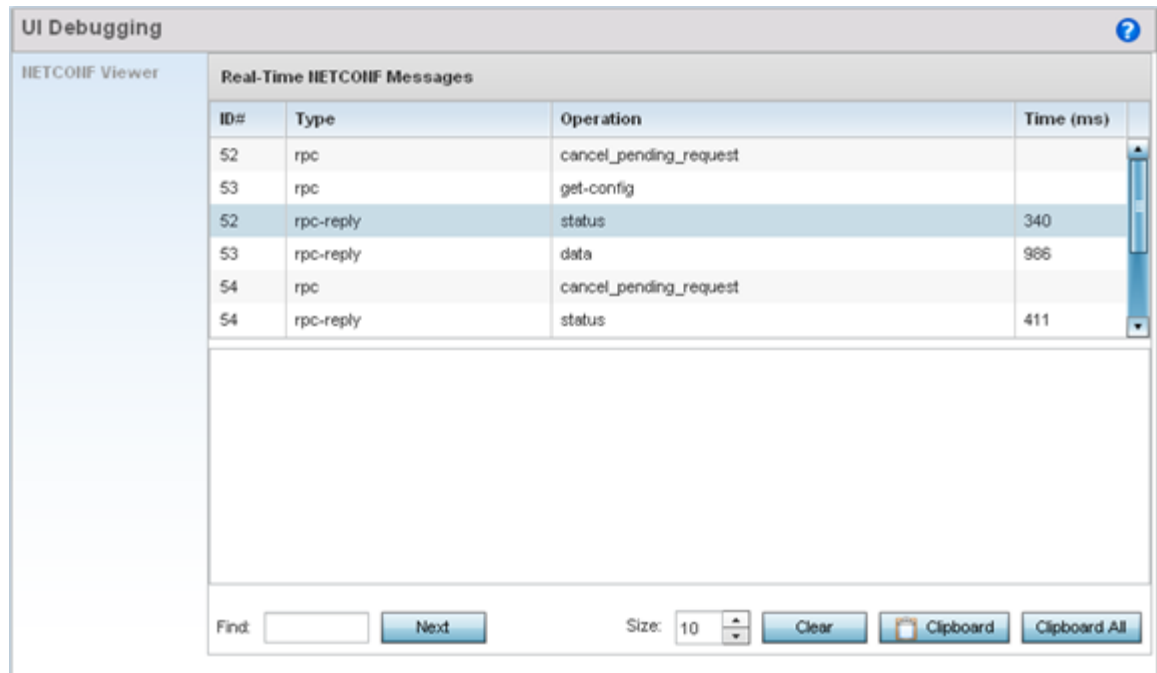 UI Debugging
NETCONF Viewer
Real-Time NETCONF Messages
ID# Type Operation Time (ms)
52 rpc cancel_pending_request
53 rpc get-config
52 rpc-reply status 340
53 rpc-reply data 986
54 rpc cancel_pending_request
54 rpc-reply status 411
Find: Next Size: 10 Clear Clipboard Clipboard All